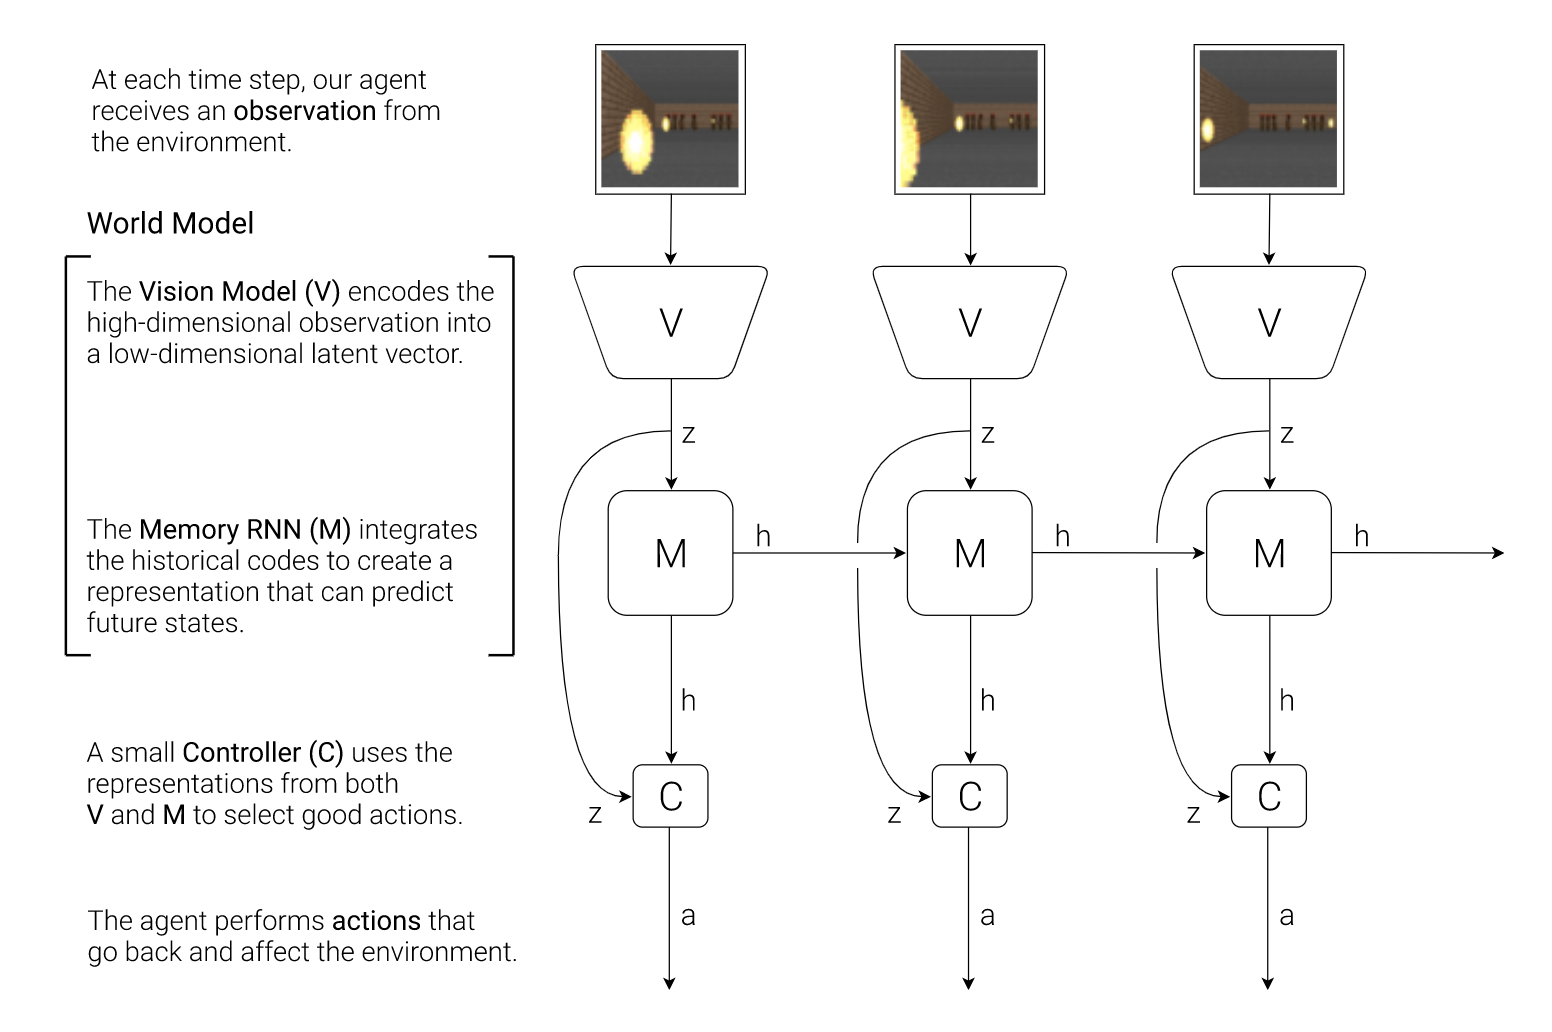 At each time step, our agent
receives an observation from
the environment.
World Model
The Vision Model (V) encodes the
high-dimensional observation into
a low-dimensional latent vector.
The Memory RNN (M) integrates
the historical codes to create a
representation that can predict
future states.
A small Controller (C) uses the
representations from both
V and M to select good actions.
The agent performs actions that
go back and affect the environment.
V V V
z z z
M h M h M h
h h h
C C C
z z z
a a a